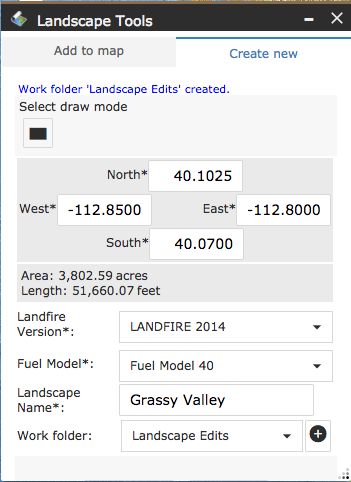 Landscape Tools
Add to map
Create new
Work folder 'Landscape Edits' created.
Select draw mode
North* 40.1025
West* -112.8500 East* -112.8000
South* 40.0700
Area: 3,802.59 acres
Length: 51,660.07 feet
Landfire
Version*: LANDFIRE 2014
Fuel Model*: Fuel Model 40
Landscape
Name*: Grassy Valley
Work folder: Landscape Edits